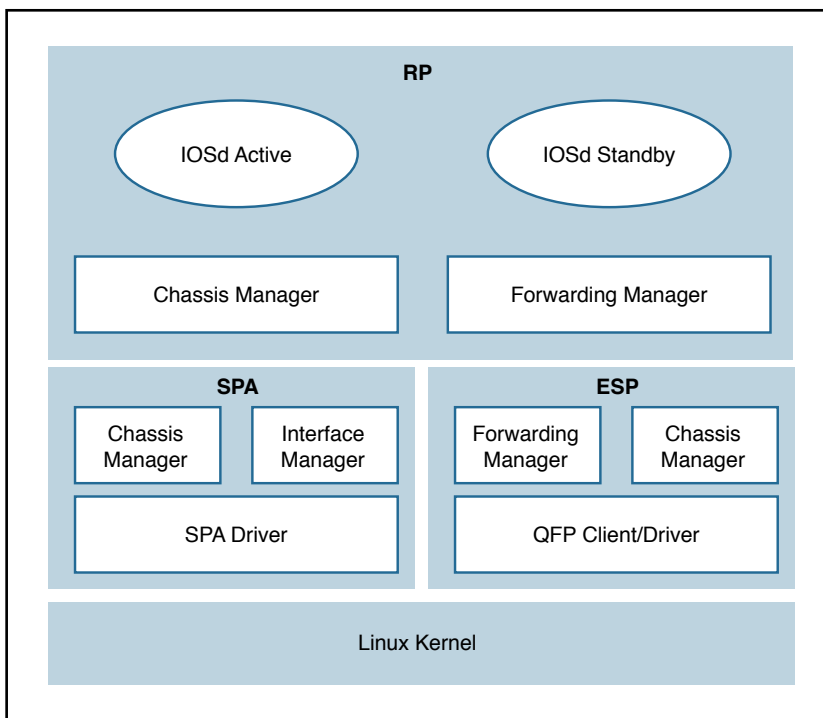 RP
IOSd Active
IOSd Standby
Chassis Manager
Forwarding Manager
SPA
Chassis
Manager
Interface
Manager
SPA Driver
ESP
Forwarding
Manager
Chassis
Manager
QFP Client/Driver
Linux Kernel